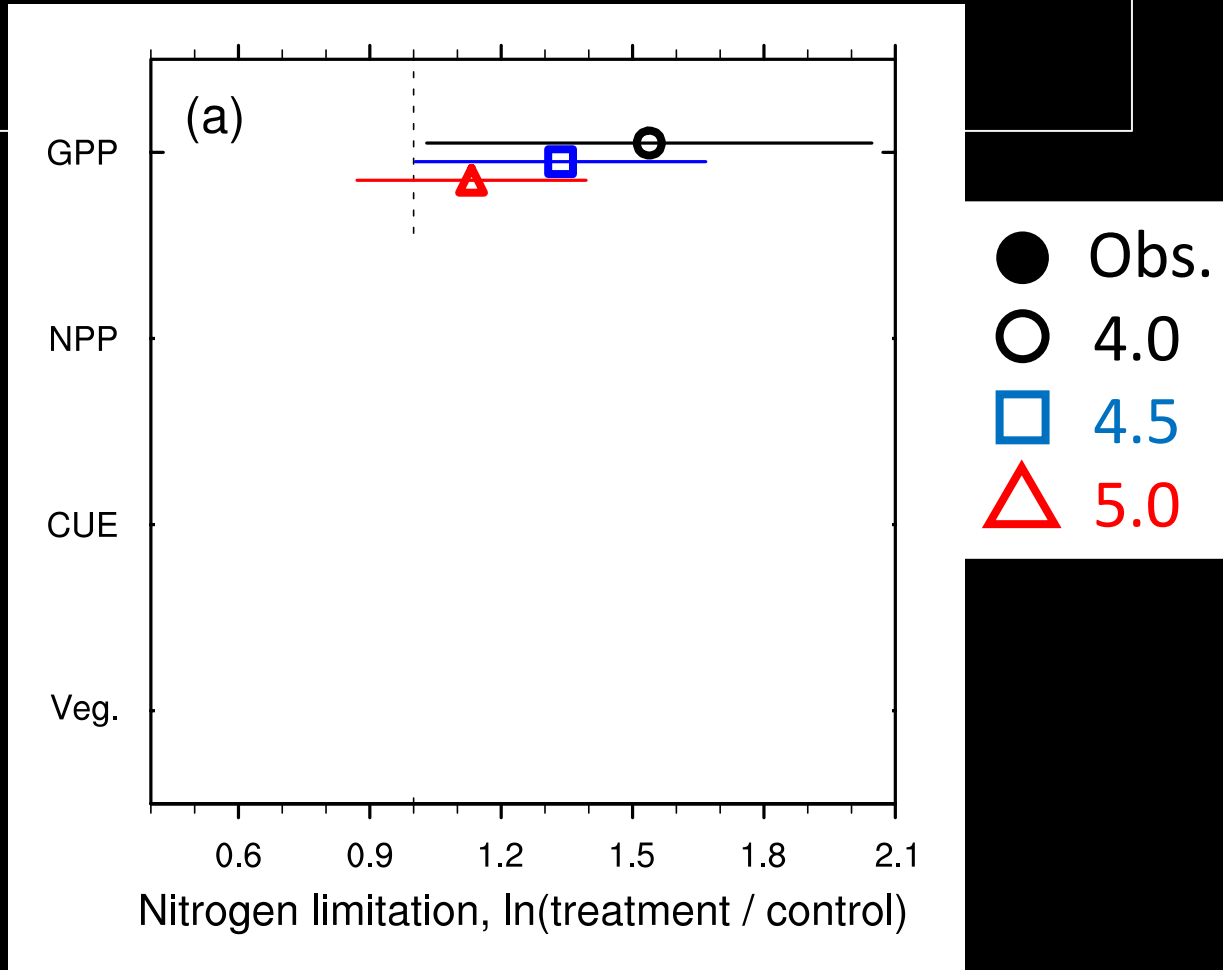 (a)
GPP
NPP
CUE
Veg.
0.6 0.9 1.2 1.5 1.8 2.1
Nitrogen limitation, ln(treatment / control)
Obs.
4.0
4.5
5.0